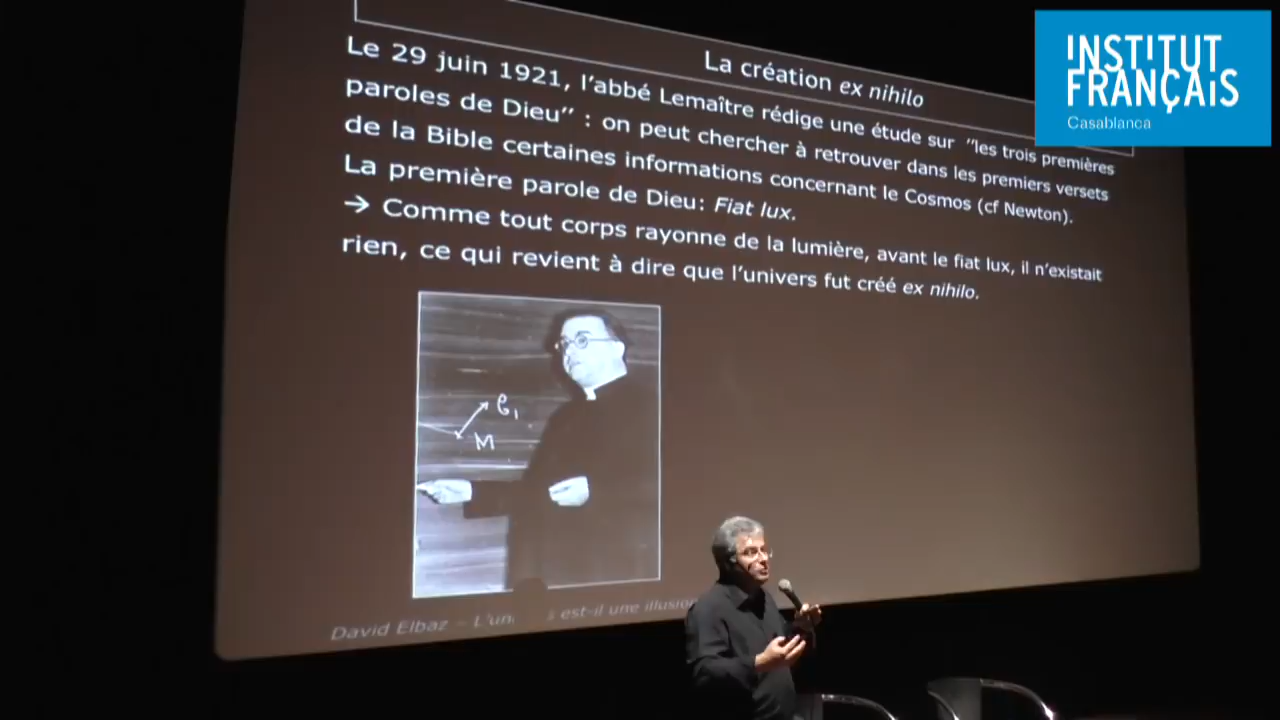 La création ex nihilo
Le 29 juin 1921, l’abbé Lemaître rédige une étude sur ‘‘les trois premières
paroles de Dieu’’ : on peut chercher à retrouver dans les premiers versets
de la Bible certaines informations concernant le Cosmos (cf Newton).
La première parole de Dieu: Fiat lux.
→ Comme tout corps rayonne de la lumière, avant le fiat lux, il n’existait
rien, ce qui revient à dire que l’univers fut créé ex nihilo.
e₁
M
David Elbaz – L’un s est-il une illusion
INSTITUT
FRANÇAIS
Casablanca